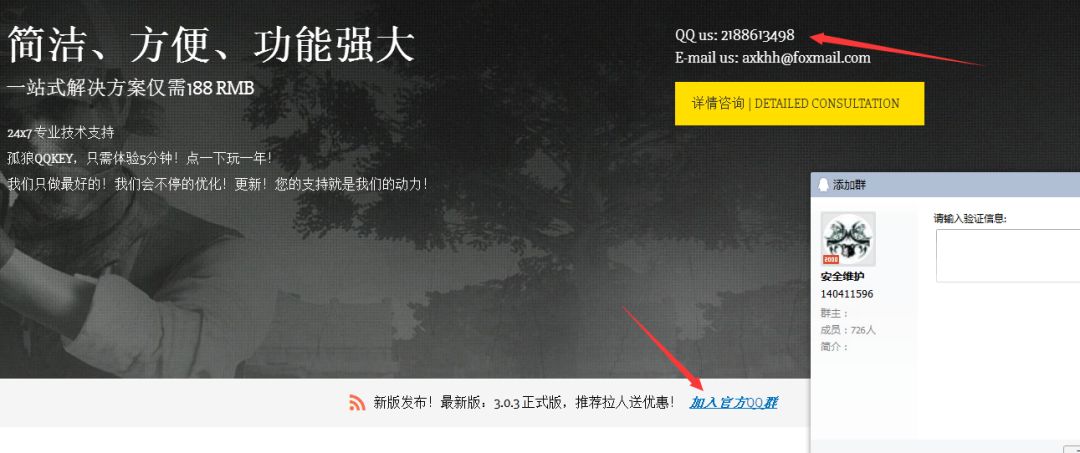 简洁、方便、功能强大
一站式解决方案仅需188 RMB
24x7 专业技术支持
孤狼QQKEY，只需体验5分钟！点一下玩一年！
我们只做最好的！我们会不停的优化！更新！您的支持就是我们的动力！
QQ us: 2188613498
E-mail us: axkhh@foxmail.com
详情咨询 | DETAILED CONSULTATION
添加群
2000
安全维护
140411596
群主：
成员：726人
简介：
请输入验证信息:
新版发布！最新版：3.0.3 正式版，推荐拉人送优惠！ 加入官方QQ群